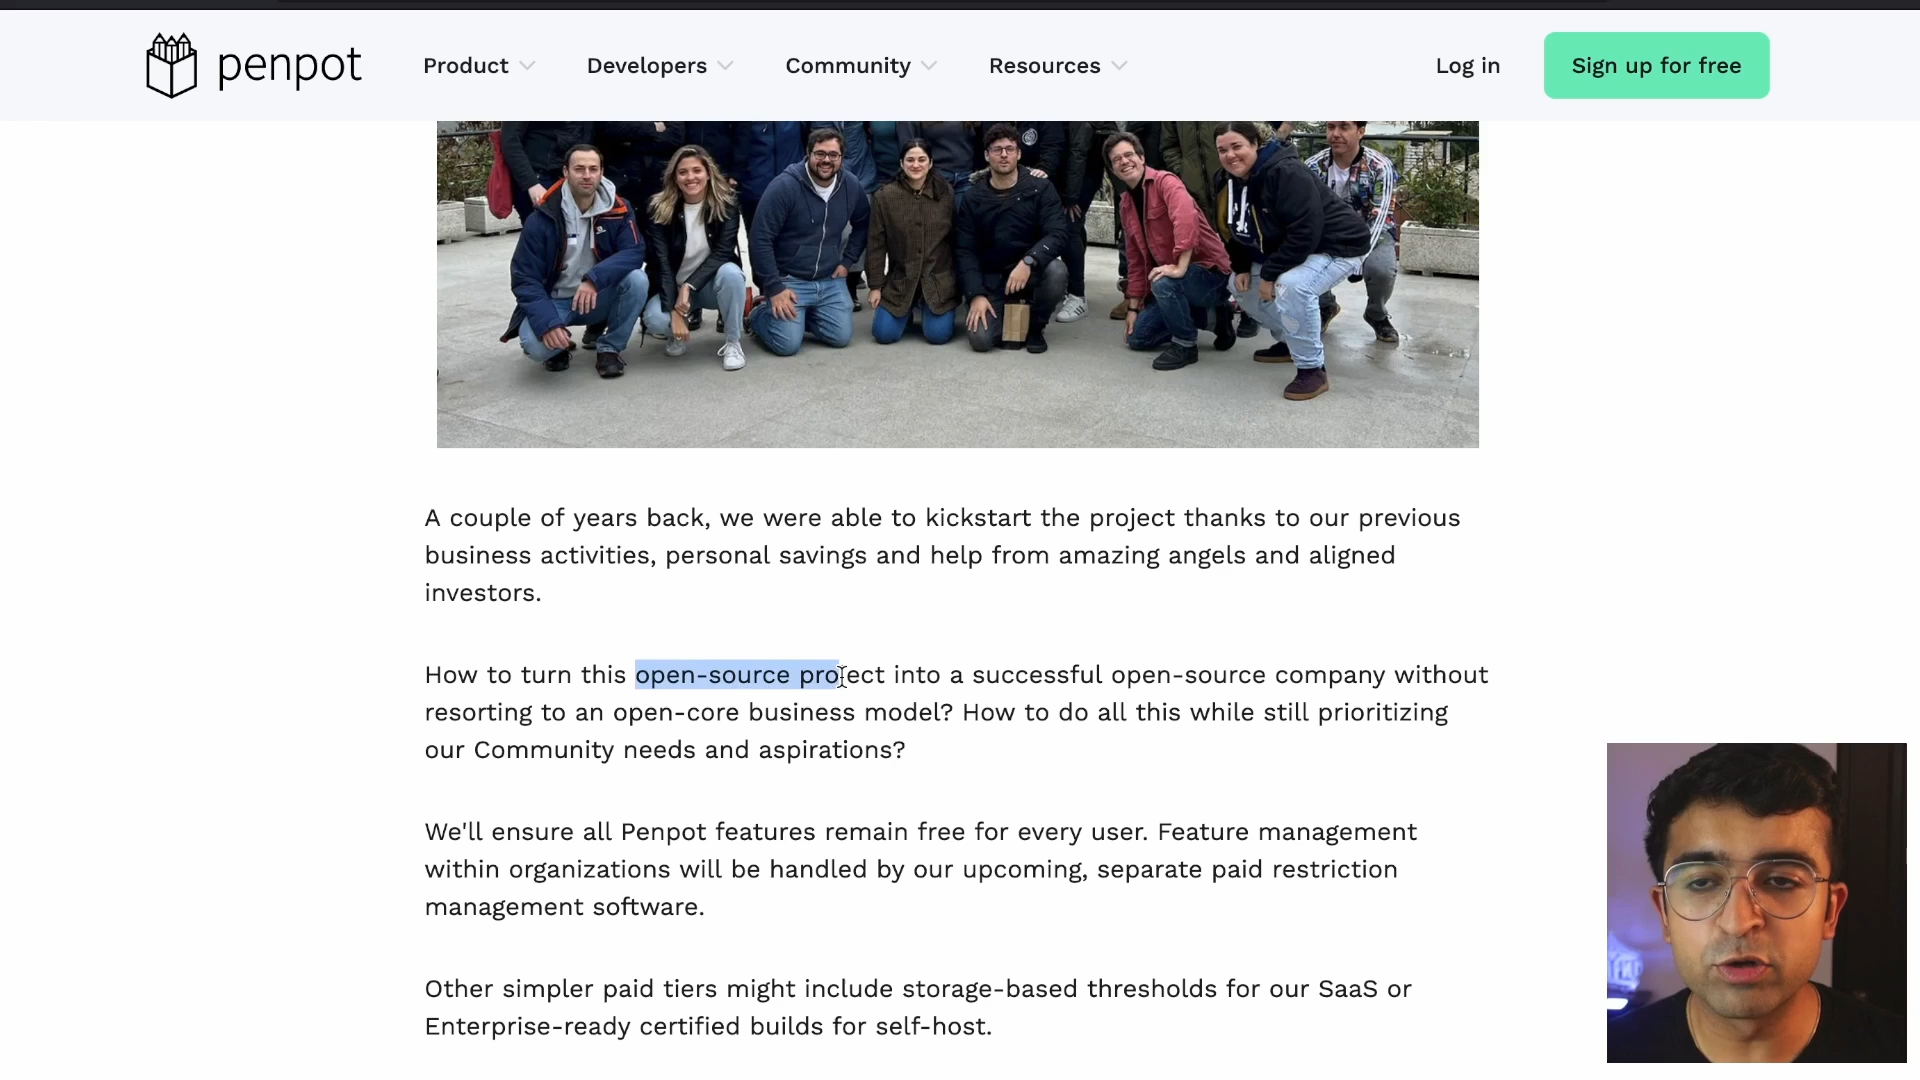 penpot
Product
Developers
Community
Resources
Log in
Sign up for free
A couple of years back, we were able to kickstart the project thanks to our previous
business activities, personal savings and help from amazing angels and aligned
investors.
How to turn this open-source project into a successful open-source company without
resorting to an open-core business model? How to do all this while still prioritizing
our Community needs and aspirations?
We'll ensure all Penpot features remain free for every user. Feature management
within organizations will be handled by our upcoming, separate paid restriction
management software.
Other simpler paid tiers might include storage-based thresholds for our SaaS or
Enterprise-ready certified builds for self-host.